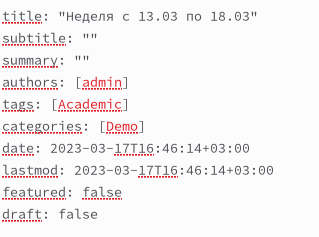 title: "Неделя с 13.03 по 18.03"
subtitle: ""
summary: ""
authors: [admin]
tags: [Academic]
categories: [Demo]
date: 2023-03-17T16:46:14+03:00
lastmod: 2023-03-17T16:46:14+03:00
featured: false
draft: false